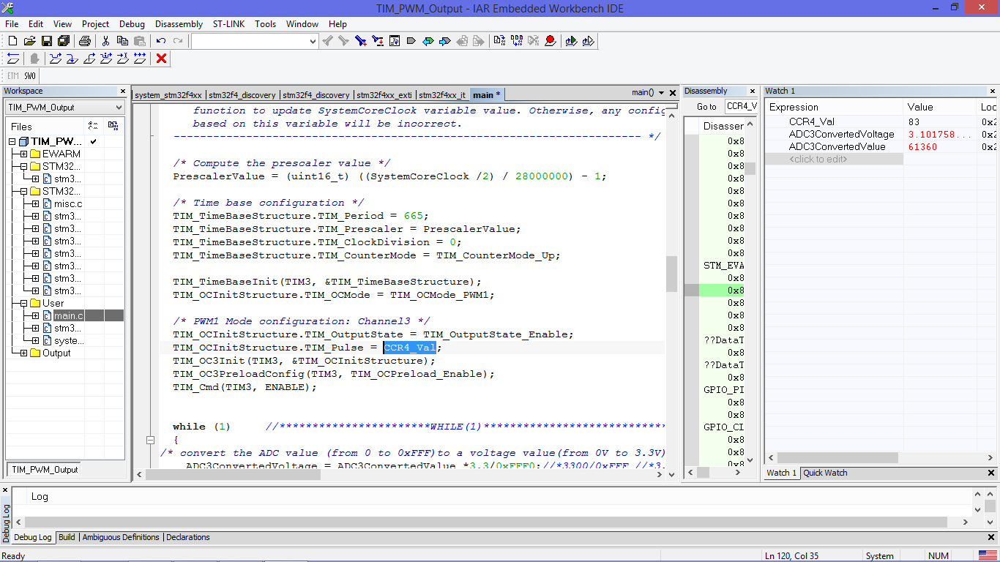 TIM_PWM_Output - IAR Embedded Workbench IDE
File Edit View Project Debug Disassembly ST-LINK Tools Window Help
ETM SWO
Workspace
TIM_PWM_Output
Files
TIM_PW...
EWARM
STM32...
stm3...
STM32...
misc.c
stm3...
stm3...
stm3...
stm3...
stm3...
stm3...
stm3...
User
main.c
stm3...
syste...
Output
TIM_PWM_Output
system_stm32f4xx stm32f4_discovery stm32f4_discovery stm32f4xx_exti stm32f4xx_it main * main()
function to update SystemCoreClock variable value. Otherwise, any config
based on this variable will be incorrect.
----------------------------------------------------------------------- */
/* Compute the prescaler value */
PrescalerValue = (uint16_t) ((SystemCoreClock /2) / 28000000) - 1;
/* Time base configuration */
TIM_TimeBaseStructure.TIM_Period = 665;
TIM_TimeBaseStructure.TIM_Prescaler = PrescalerValue;
TIM_TimeBaseStructure.TIM_ClockDivision = 0;
TIM_TimeBaseStructure.TIM_CounterMode = TIM_CounterMode_Up;
TIM_TimeBaseInit(TIM3, &TIM_TimeBaseStructure);
TIM_OCInitStructure.TIM_OCMode = TIM_OCMode_PWM1;
/* PWM1 Mode configuration: Channel3 */
TIM_OCInitStructure.TIM_OutputState = TIM_OutputState_Enable;
TIM_OCInitStructure.TIM_Pulse = CCR4_Val;
TIM_OC3Init(TIM3, &TIM_OCInitStructure);
TIM_OC3PreloadConfig(TIM3, TIM_OCPreload_Enable);
TIM_Cmd(TIM3, ENABLE);
while (1) //***********************WHILE(1)****************************
{
/* convert the ADC value (from 0 to 0xFFF)to a voltage value(from 0V to 3.3V)
ADC3ConvertedVoltage = ADC3ConvertedValue *3.3/0xFFF0;//*3300/0xFFF //*3.
Disassembly
Go to CCR4_V
Disasser
0x8
0x8
0x8
0x8
0x8
0x8
0x8
0x8
0x8
0x8
STM_EVA
0x8
0x8
0x8
0x8
0x8
??DataT
0x8
??DataT
0x8
GPIO_PI
0x8
0x8
GPIO_CI
0x8
0x8
0x8
Watch 1
Expression Value Loc
CCR4_Val 83 0x2
ADC3ConvertedVoltage 3.101758... 0x2
ADC3ConvertedValue 61360 0x2
<click to edit>
Watch 1 Quick Watch
Debug Log
Log
Debug Log Build Ambiguous Definitions Declarations
Ready Ln 120, Col 35 System NUM